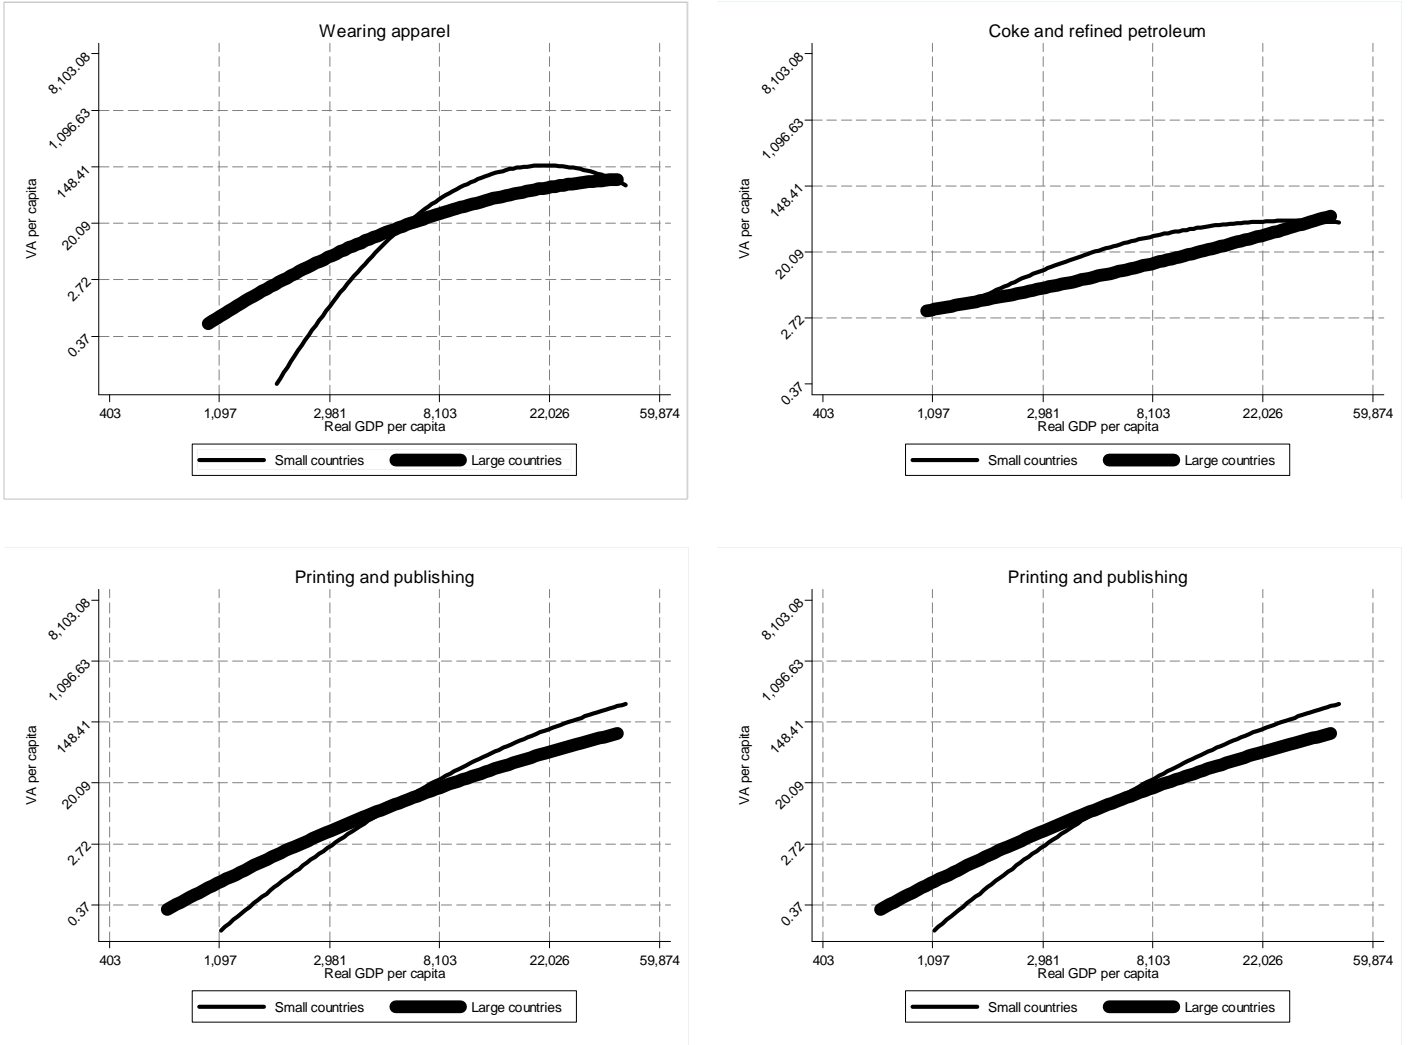 Wearing apparel
8,103.08
1,096.63
148.41
20.09
2.72
0.37
VA per capita
403 1,097 2,981 8,103 22,026 59,874
Real GDP per capita
Small countries Large countries
Coke and refined petroleum
8,103.08
1,096.63
148.41
20.09
2.72
0.37
VA per capita
403 1,097 2,981 8,103 22,026 59,874
Real GDP per capita
Small countries Large countries
Printing and publishing
8,103.08
1,096.63
148.41
20.09
2.72
0.37
VA per capita
403 1,097 2,981 8,103 22,026 59,874
Real GDP per capita
Small countries Large countries
Printing and publishing
8,103.08
1,096.63
148.41
20.09
2.72
0.37
VA per capita
403 1,097 2,981 8,103 22,026 59,874
Real GDP per capita
Small countries Large countries